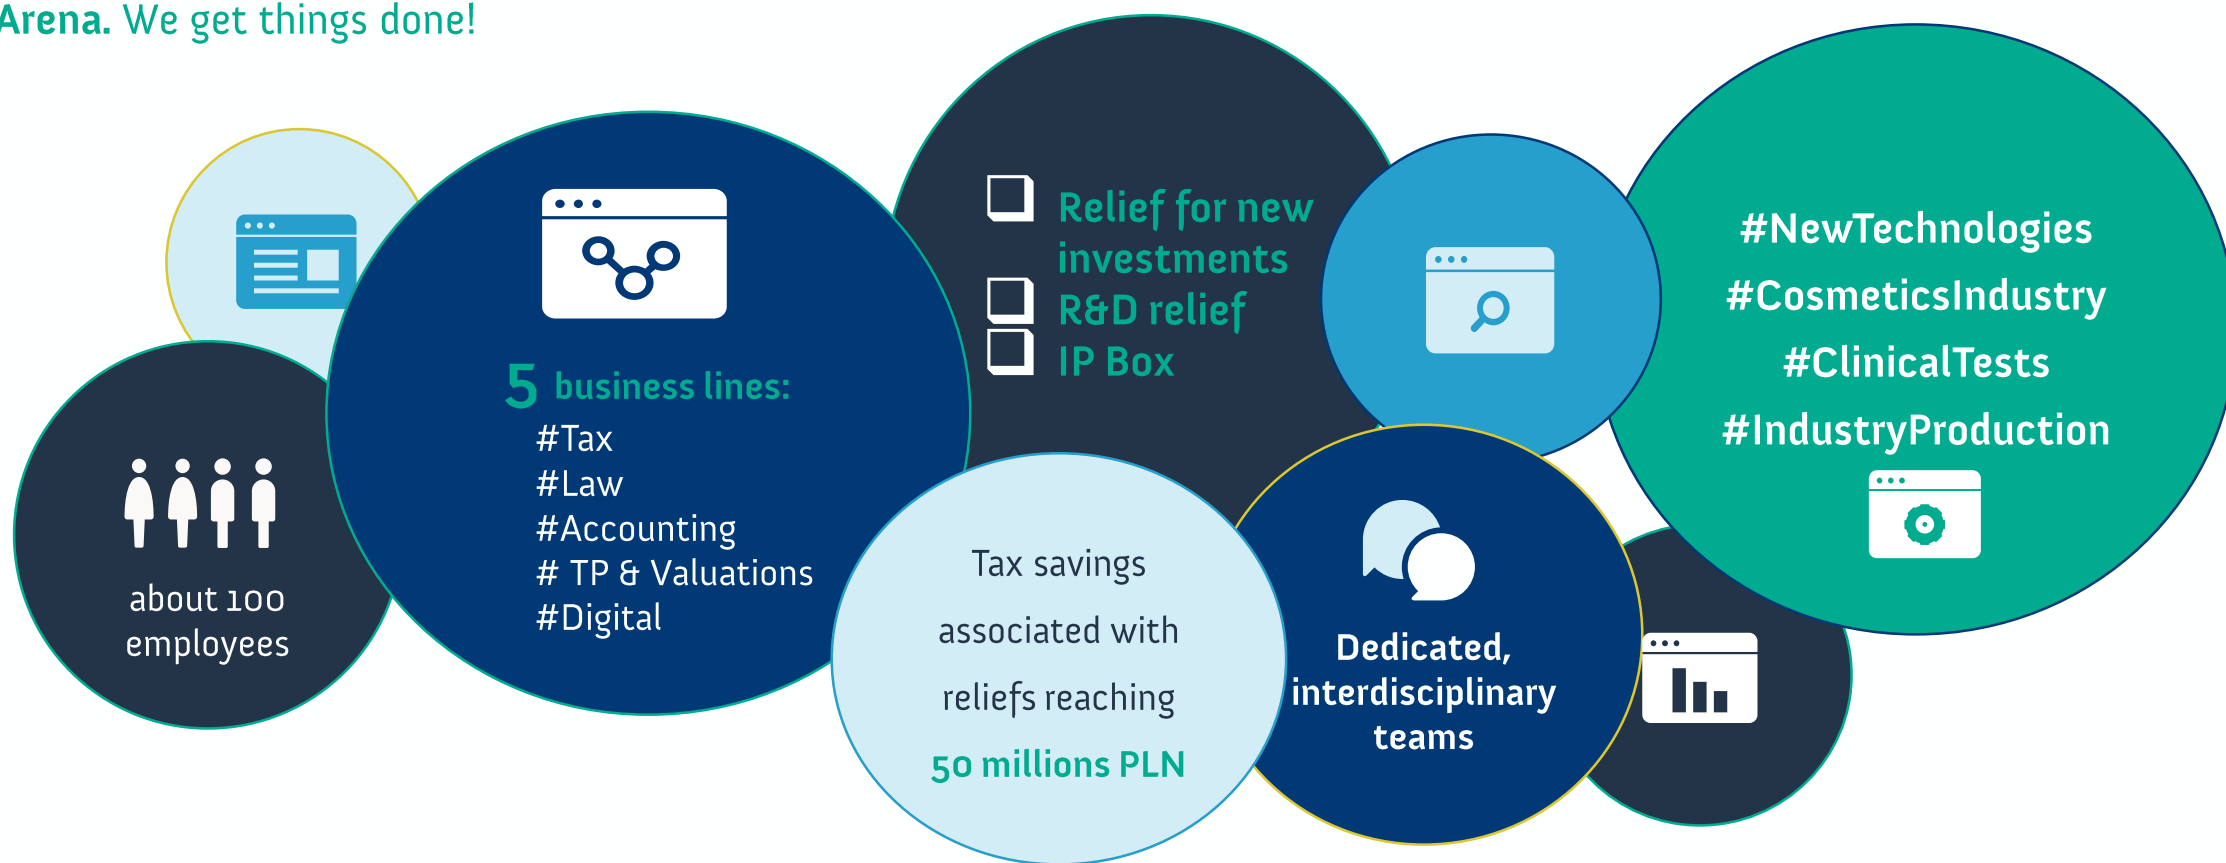 Arena. We get things done!
about 100
employees
5 business lines:
#Tax
#Law
#Accounting
# TP & Valuations
#Digital
Relief for new
investments
R&D relief
IP Box
Tax savings
associated with
reliefs reaching
50 millions PLN
Dedicated,
interdisciplinary
teams
#NewTechnologies
#CosmeticsIndustry
#ClinicalTests
#IndustryProduction